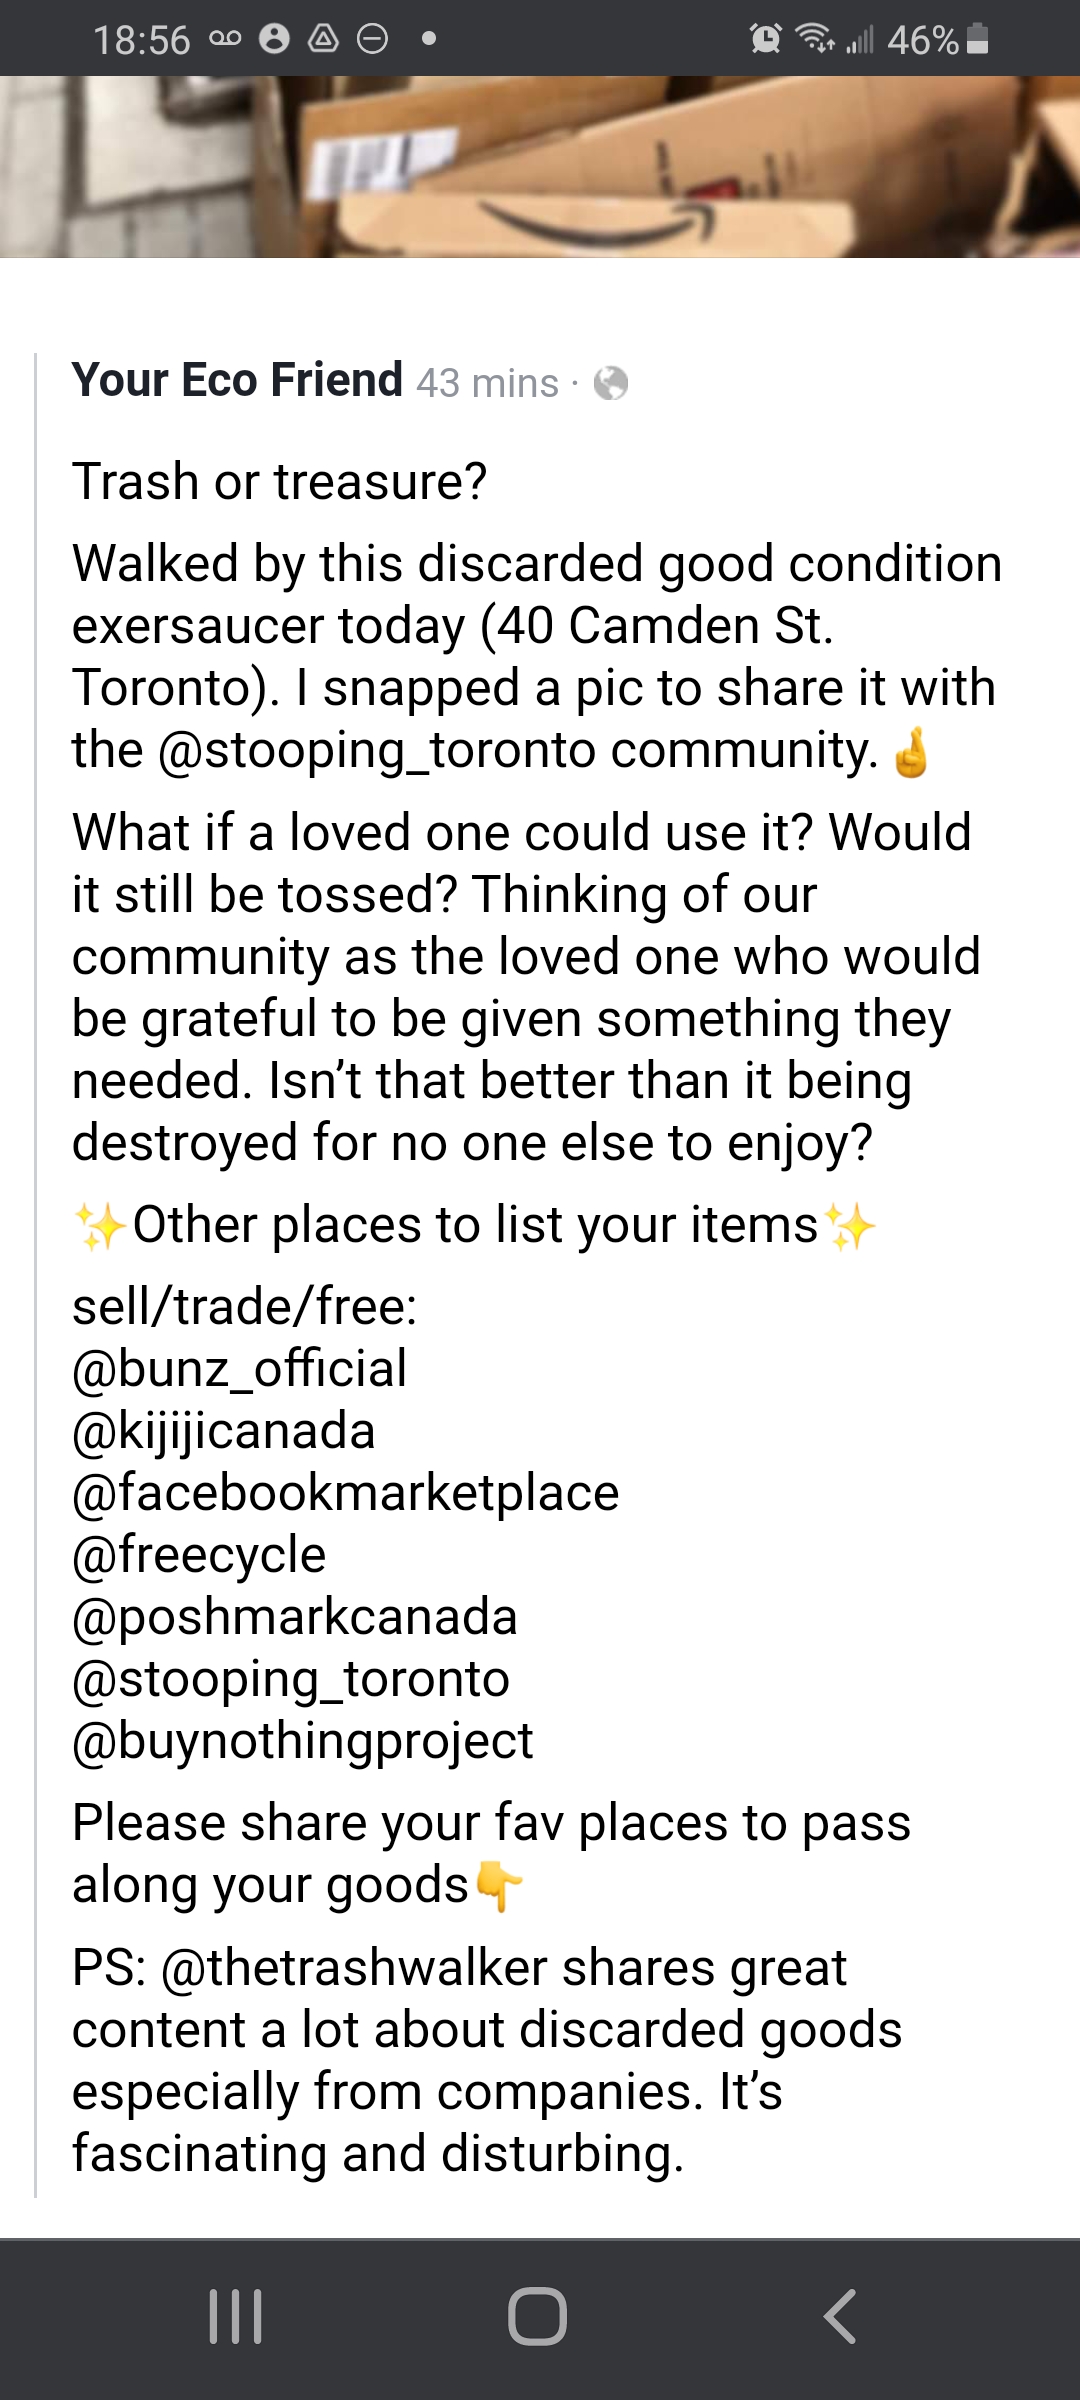 18:56
46%
Your Eco Friend 43 mins ·
Trash or treasure?
Walked by this discarded good condition
exersaucer today (40 Camden St.
Toronto). I snapped a pic to share it with
the @stooping_toronto community.🤞
What if a loved one could use it? Would
it still be tossed? Thinking of our
community as the loved one who would
be grateful to be given something they
needed. Isn’t that better than it being
destroyed for no one else to enjoy?
✨Other places to list your items✨
sell/trade/free:
@bunz_official
@kijijicanada
@facebookmarketplace
@freecycle
@poshmarkcanada
@stooping_toronto
@buynothingproject
Please share your fav places to pass
along your goods👇
PS: @thetrashwalker shares great
content a lot about discarded goods
especially from companies. It’s
fascinating and disturbing.